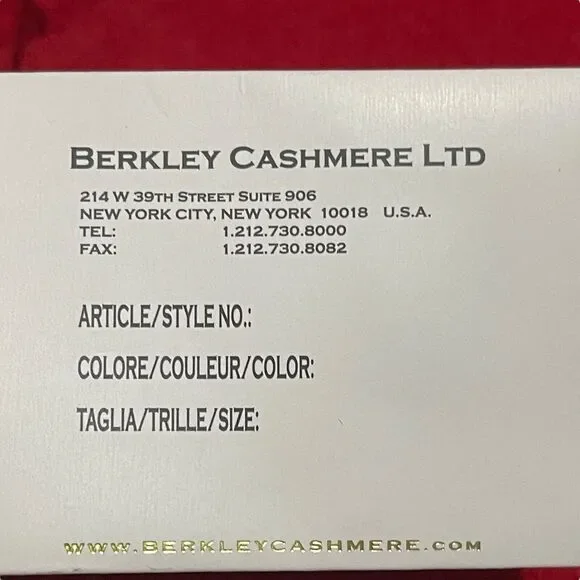 BERKLEY CASHMERE LTD
214 W 39TH STREET SUITE 906
NEW YORK CITY, NEW YORK 10018 U.S.A.
TEL: 1.212.730.8000
FAX: 1.212.730.8082
ARTICLE/STYLE NO.:
COLORE/COULEUR/COLOR:
TAGLIA/TRILLE/SIZE:
WWW.BERKLEYCASHMERE.COM